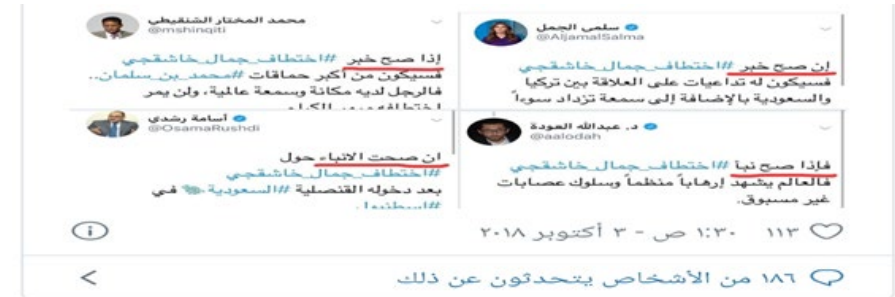 سلمى الجمل
@AljamalSalma
إن صح خبر #اختطاف_جمال_خاشقجي
فسيكون له تداعيات على العلاقة بين تركيا
والسعودية بالإضافة إلى سمعة تزداد سوءاً
محمد المختار الشنقيطي
@mshinqiti
إذا صح خبر #اختطاف_جمال_خاشقجي
فسيكون من أكبر حماقات #محمد_بن_سلمان..
فالرجل لديه مكانة وسمعة عالمية، ولن يمر
اختطافه
د. عبدالله العودة
@aalodah
فإذا صح نبأ #اختطاف_جمال_خاشقجي
فالعالم يشهد إرهاباً منظماً وسلوك عصابات
غير مسبوق.
أسامة رشدي
@OsamaRushdi
ان صحت الانباء حول
#اختطاف_جمال_خاشقجي
بعد دخوله القنصلية #السعودية في
#اسطنبول
١١٣ ١:٣٠ ص - ٣ أكتوبر ٢٠١٨
١٨٦ من الأشخاص يتحدثون عن ذلك